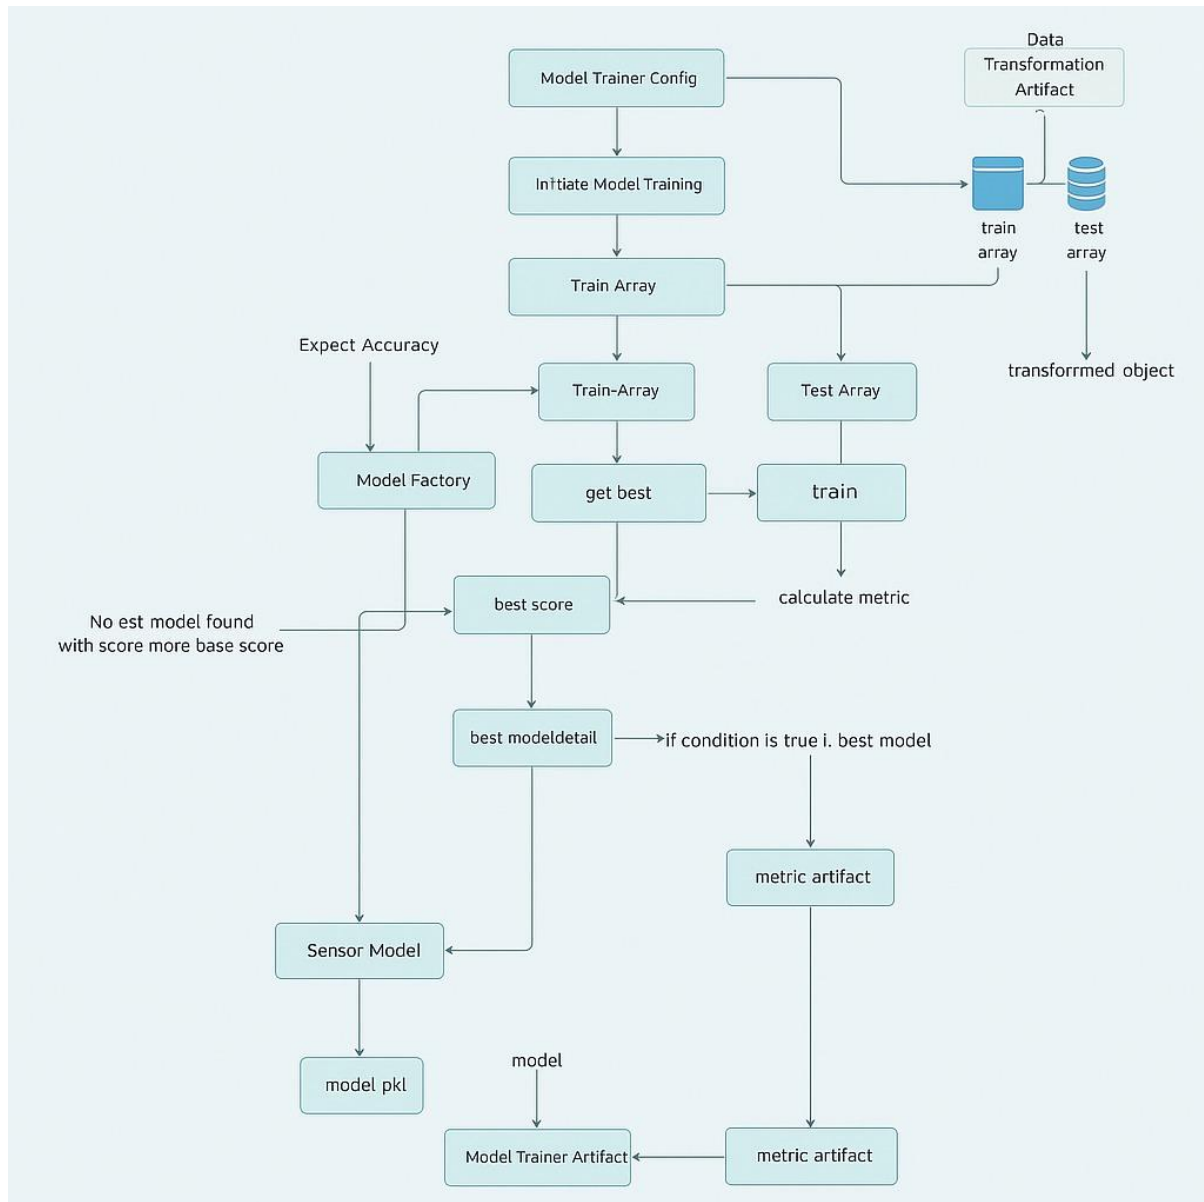 Data
Transformation
Artifact
Model Trainer Config
Initiate Model Training
train
array
test
array
Train Array
Expect Accuracy
transforrmed object
Train-Array
Test Array
Model Factory
get best
train
best score
calculate metric
No est model found
with score more base score
best modeldetail
if condition is true i. best model
metric artifact
Sensor Model
model pkl
model
Model Trainer Artifact
metric artifact